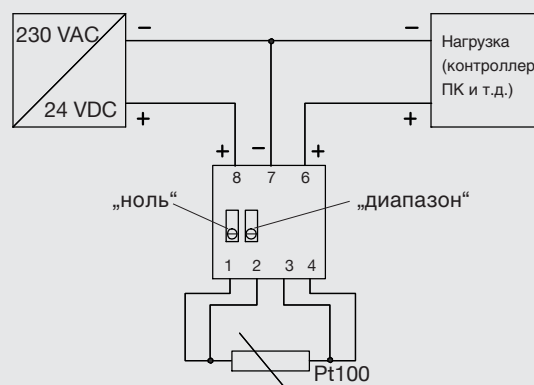 230 VAC
24 VDC
−
−
+
+
Нагрузка
(контроллер
ПК и т.д.)
+
−
+
8
7
6
„ноль“
„диапазон“
1
2
3
4
Pt100